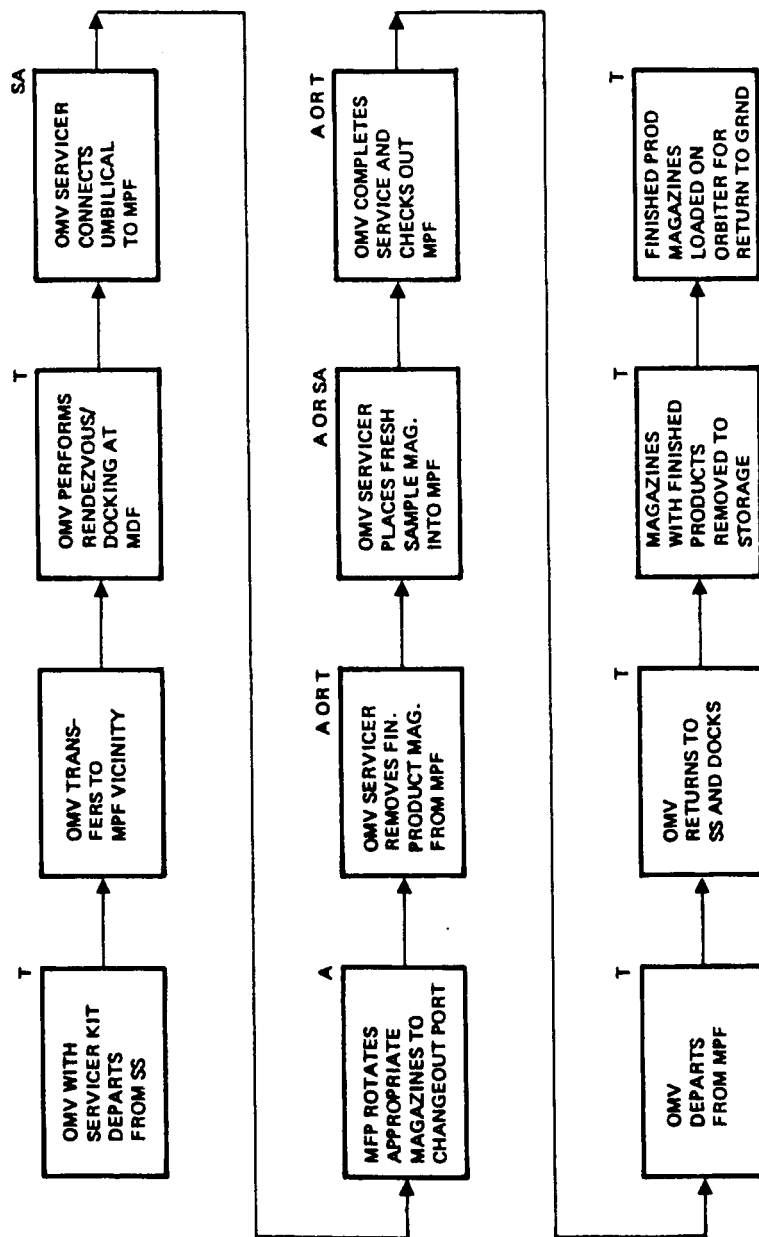 T
OMV WITH
SERVICER KIT
DEPARTS
FROM SS
OMV TRANS-
FERS TO
MPF VICINITY
T
OMV PERFORMS
RENDEZVOUS/
DOCKING AT
MDF
SA
OMV SERVICER
CONNECTS
UMBILICAL
TO MPF
A
MFP ROTATES
APPROPRIATE
MAGAZINES TO
CHANGEOUT PORT
A OR T
OMV SERVICER
REMOVES FIN.
PRODUCT MAG.
FROM MPF
A OR SA
OMV SERVICER
PLACES FRESH
SAMPLE MAG.
INTO MPF
A OR T
OMV COMPLETES
SERVICE AND
CHECKS OUT
MPF
T
OMV
DEPARTS
FROM MPF
T
OMV
RETURNS TO
SS AND DOCKS
T
MAGAZINES
WITH FINISHED
PRODUCTS
REMOVED TO
STORAGE
T
FINISHED PROD
MAGAZINES
LOADED ON
ORBITER FOR
RETURN TO GRND